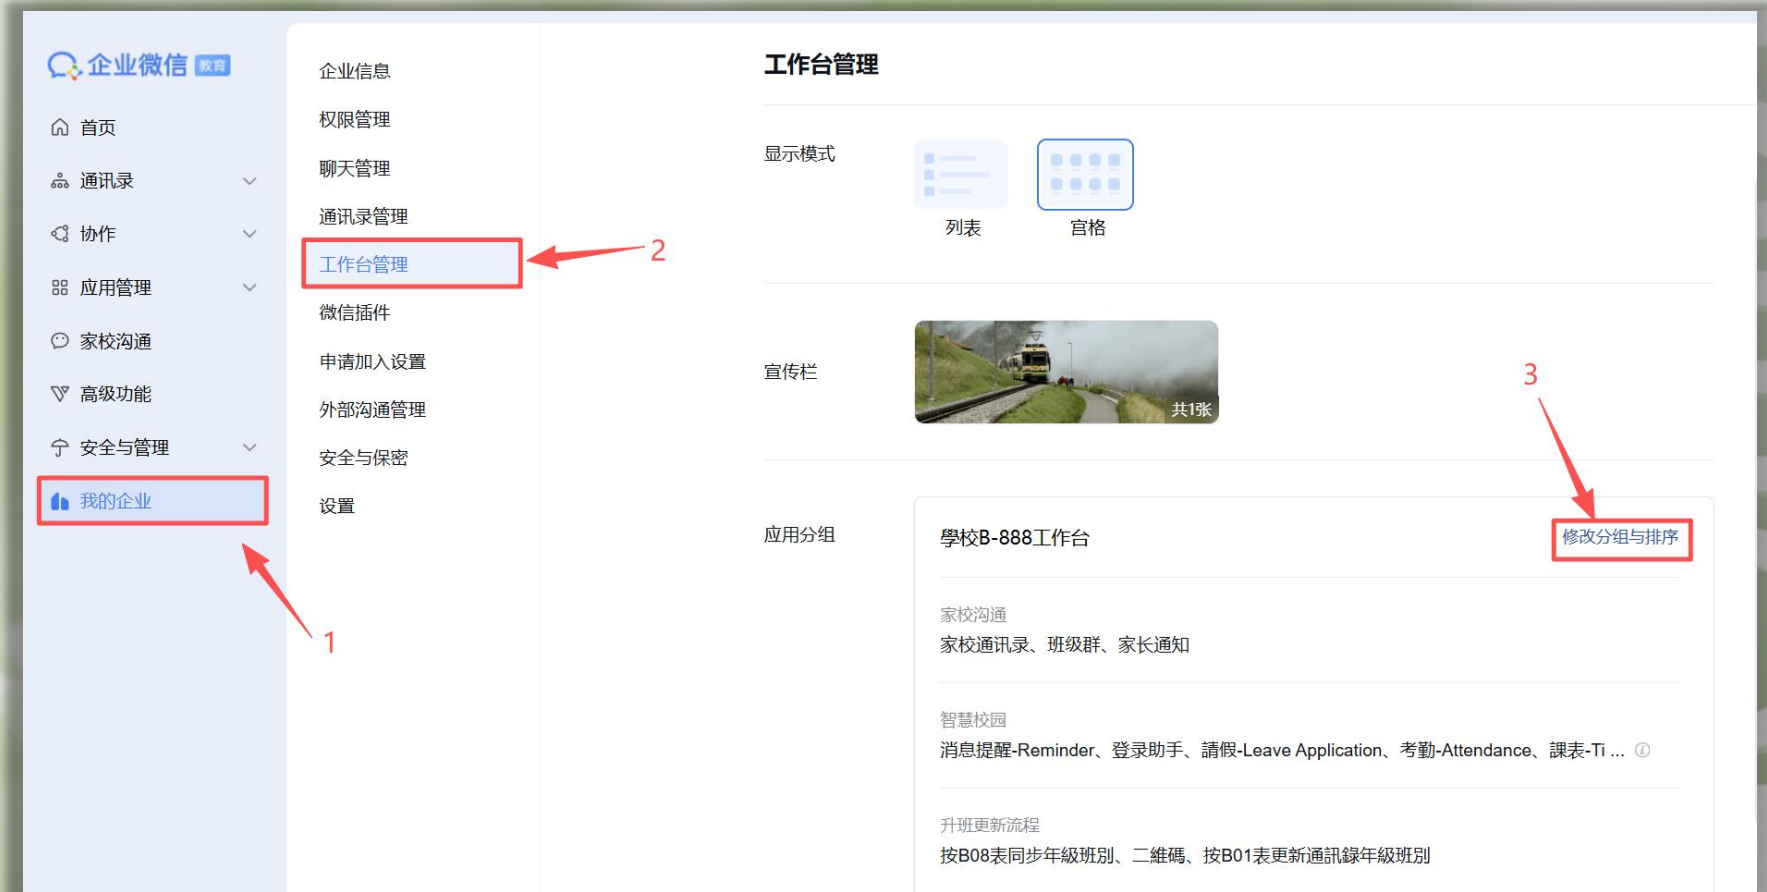 企业微信 教育
首页
通讯录
协作
应用管理
家校沟通
高级功能
安全与管理
我的企业
1
企业信息
权限管理
聊天管理
通讯录管理
工作台管理
2
微信插件
申请加入设置
外部沟通管理
安全与保密
设置
工作台管理
显示模式
列表
宫格
宣传栏
共1张
3
应用分组
學校B-888工作台
修改分组与排序
家校沟通
家校通讯录、班级群、家长通知
智慧校园
消息提醒-Reminder、登录助手、請假-Leave Application、考勤-Attendance、課表-Ti ...
升班更新流程
按B08表同步年級班別、二維碼、按B01表更新通訊錄年級班別